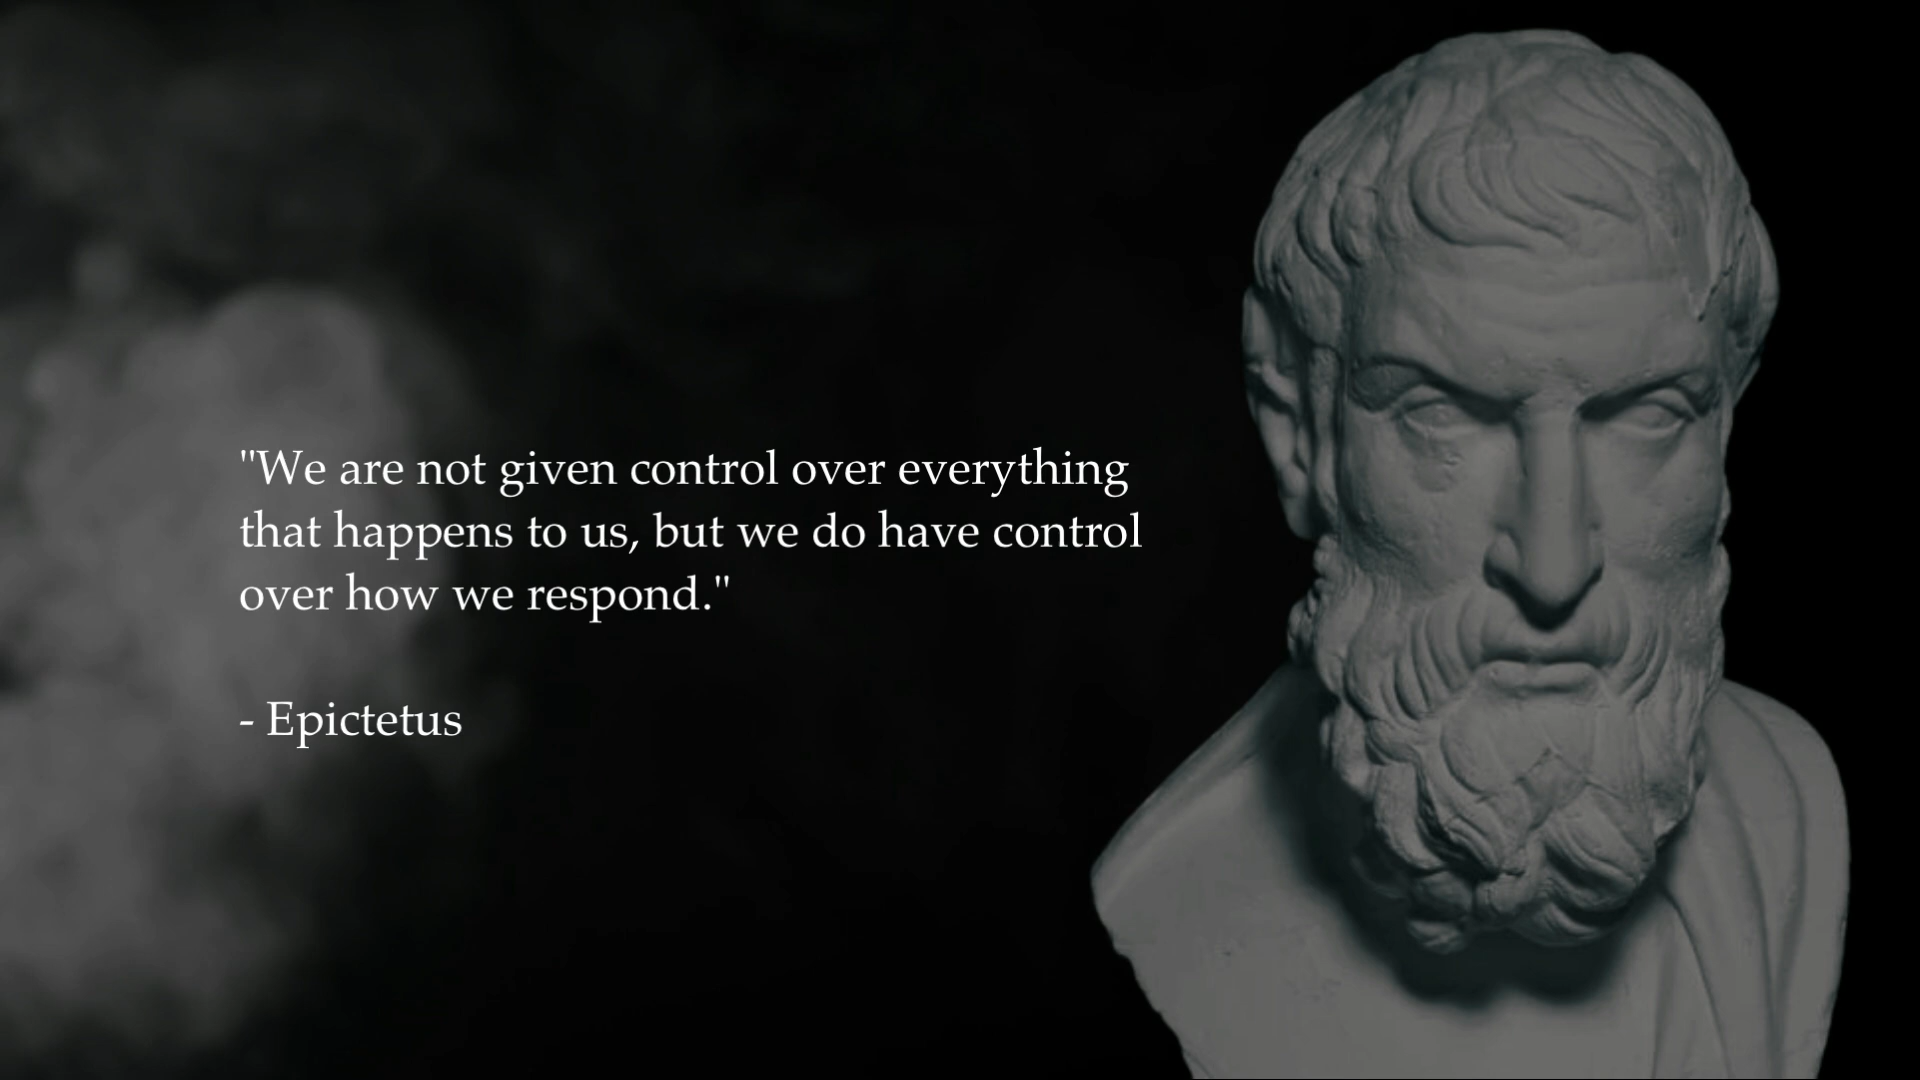 "We are not given control over everything
that happens to us, but we do have control
over how we respond."
- Epictetus